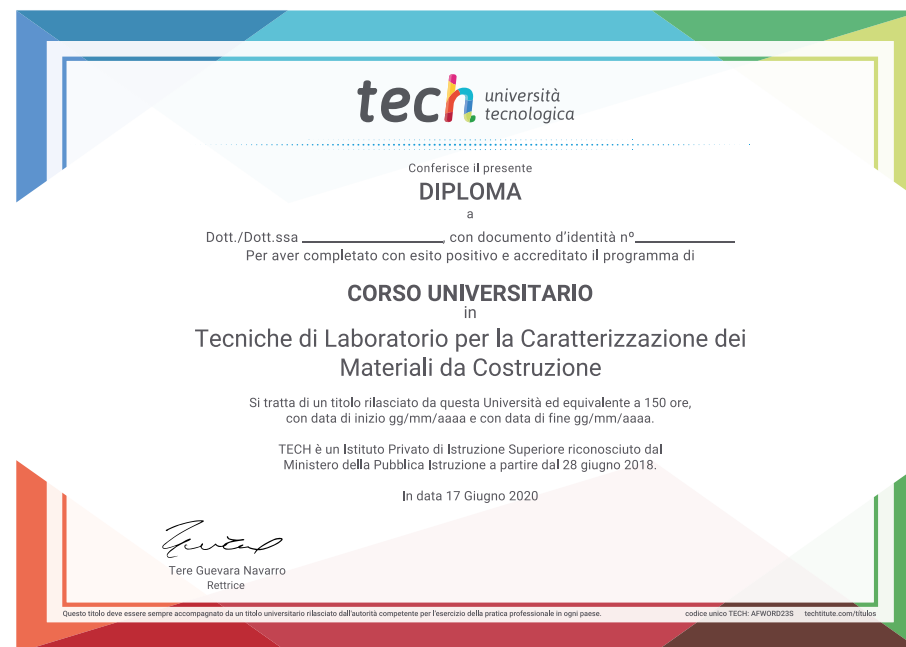 tech università
tecnologica
Conferisce il presente
DIPLOMA
a
Dott./Dott.ssa ____________________, con documento d'identità nº______________
Per aver completato con esito positivo e accreditato il programma di
CORSO UNIVERSITARIO
in
Tecniche di Laboratorio per la Caratterizzazione dei
Materiali da Costruzione
Si tratta di un titolo rilasciato da questa Università ed equivalente a 150 ore,
con data di inizio gg/mm/aaaa e con data di fine gg/mm/aaaa.
TECH è un Istituto Privato di Istruzione Superiore riconosciuto dal
Ministero della Pubblica Istruzione a partire dal 28 giugno 2018.
In data 17 Giugno 2020
Tere Guevara Navarro
Rettrice
Questo titolo deve essere sempre accompagnato da un titolo universitario rilasciato dall'autorità competente per l'esercizio della pratica professionale in ogni paese. codice unico TECH: AFWORD23S techtitute.com/titulos